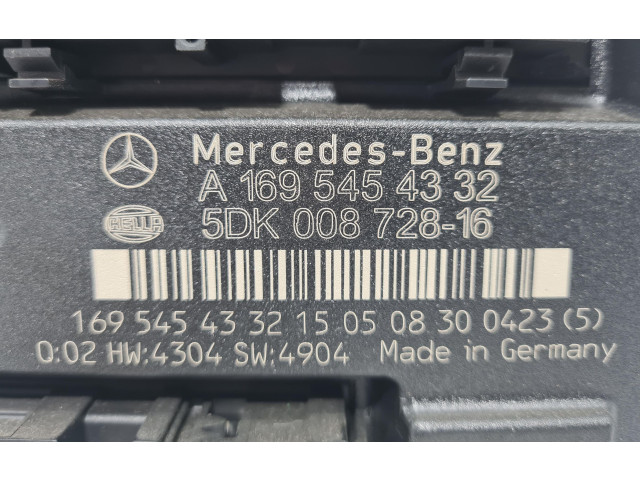 Mercedes-Benz
A 169 545 43 32
HELLA
5DK 008 728-16
169 545 43 32 15 05 08 30 0423 (5)
Q:02 HW:4304 SW:4904 Made in Germany